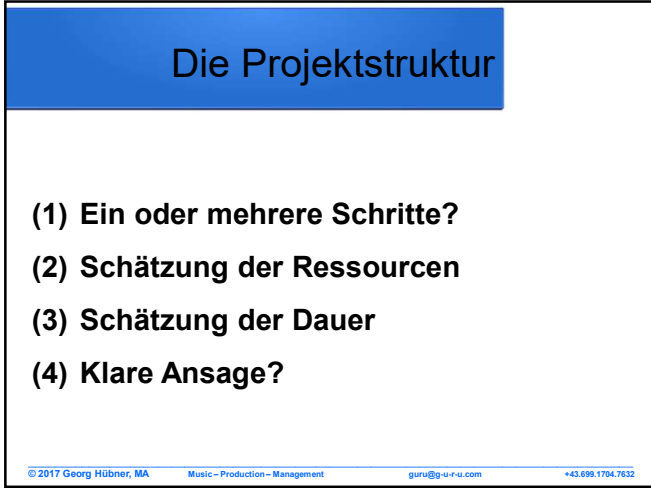 Die Projektstruktur
(1) Ein oder mehrere Schritte?
(2) Schätzung der Ressourcen
(3) Schätzung der Dauer
(4) Klare Ansage?
© 2017 Georg Hübner, MA Music – Production – Management guru@g-u-r-u.com +43.699.1704.7632